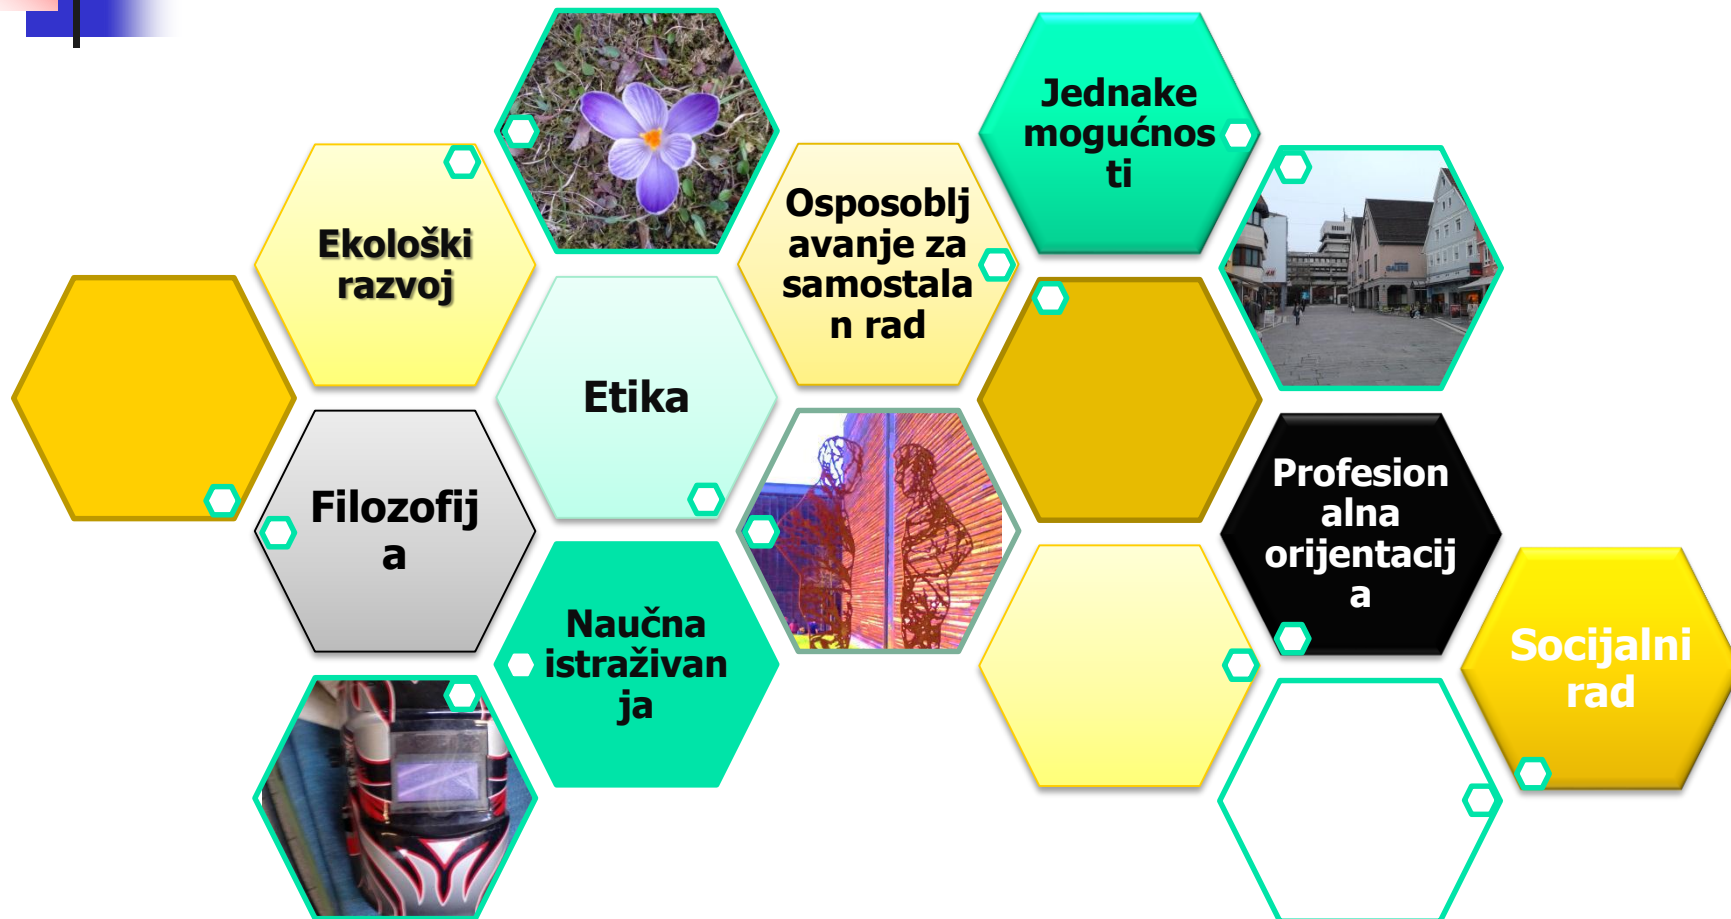 Jednake
mogućnos
ti
Ekološki
razvoj
Osposoblj
avanje za
samostala
n rad
Etika
Filozofij
a
Profesion
alna
orijentacij
a
Naučna
istraživan
ja
Socijalni
rad